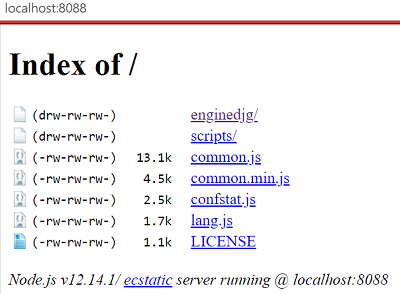 localhost:8088
Index of /
(drw-rw-rw-) enginedjg/
(drw-rw-rw-) scripts/
(-rw-rw-rw-) 13.1k common.js
(-rw-rw-rw-) 4.5k common.min.js
(-rw-rw-rw-) 2.5k confstat.js
(-rw-rw-rw-) 1.7k lang.js
(-rw-rw-rw-) 1.1k LICENSE
Node.js v12.14.1/ ecstatic server running @ localhost:8088